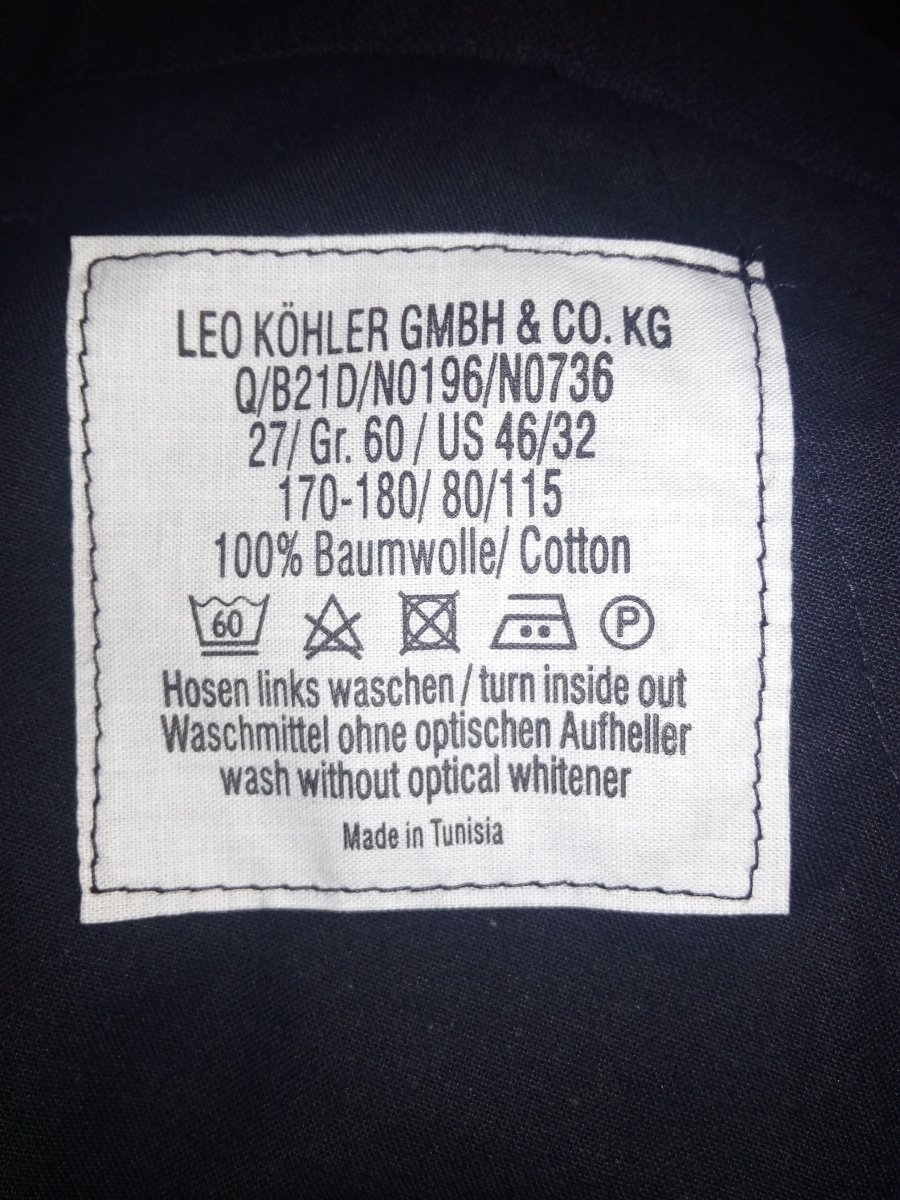 LEO KÖHLER GMBH & CO. KG
Q/B21D/N0196/N0736
27/ Gr. 60 / US 46/32
170-180/ 80/115
100% Baumwolle/ Cotton
60 P
Hosen links waschen / turn inside out
Waschmittel ohne optischen Aufheller
wash without optical whitener
Made in Tunisia